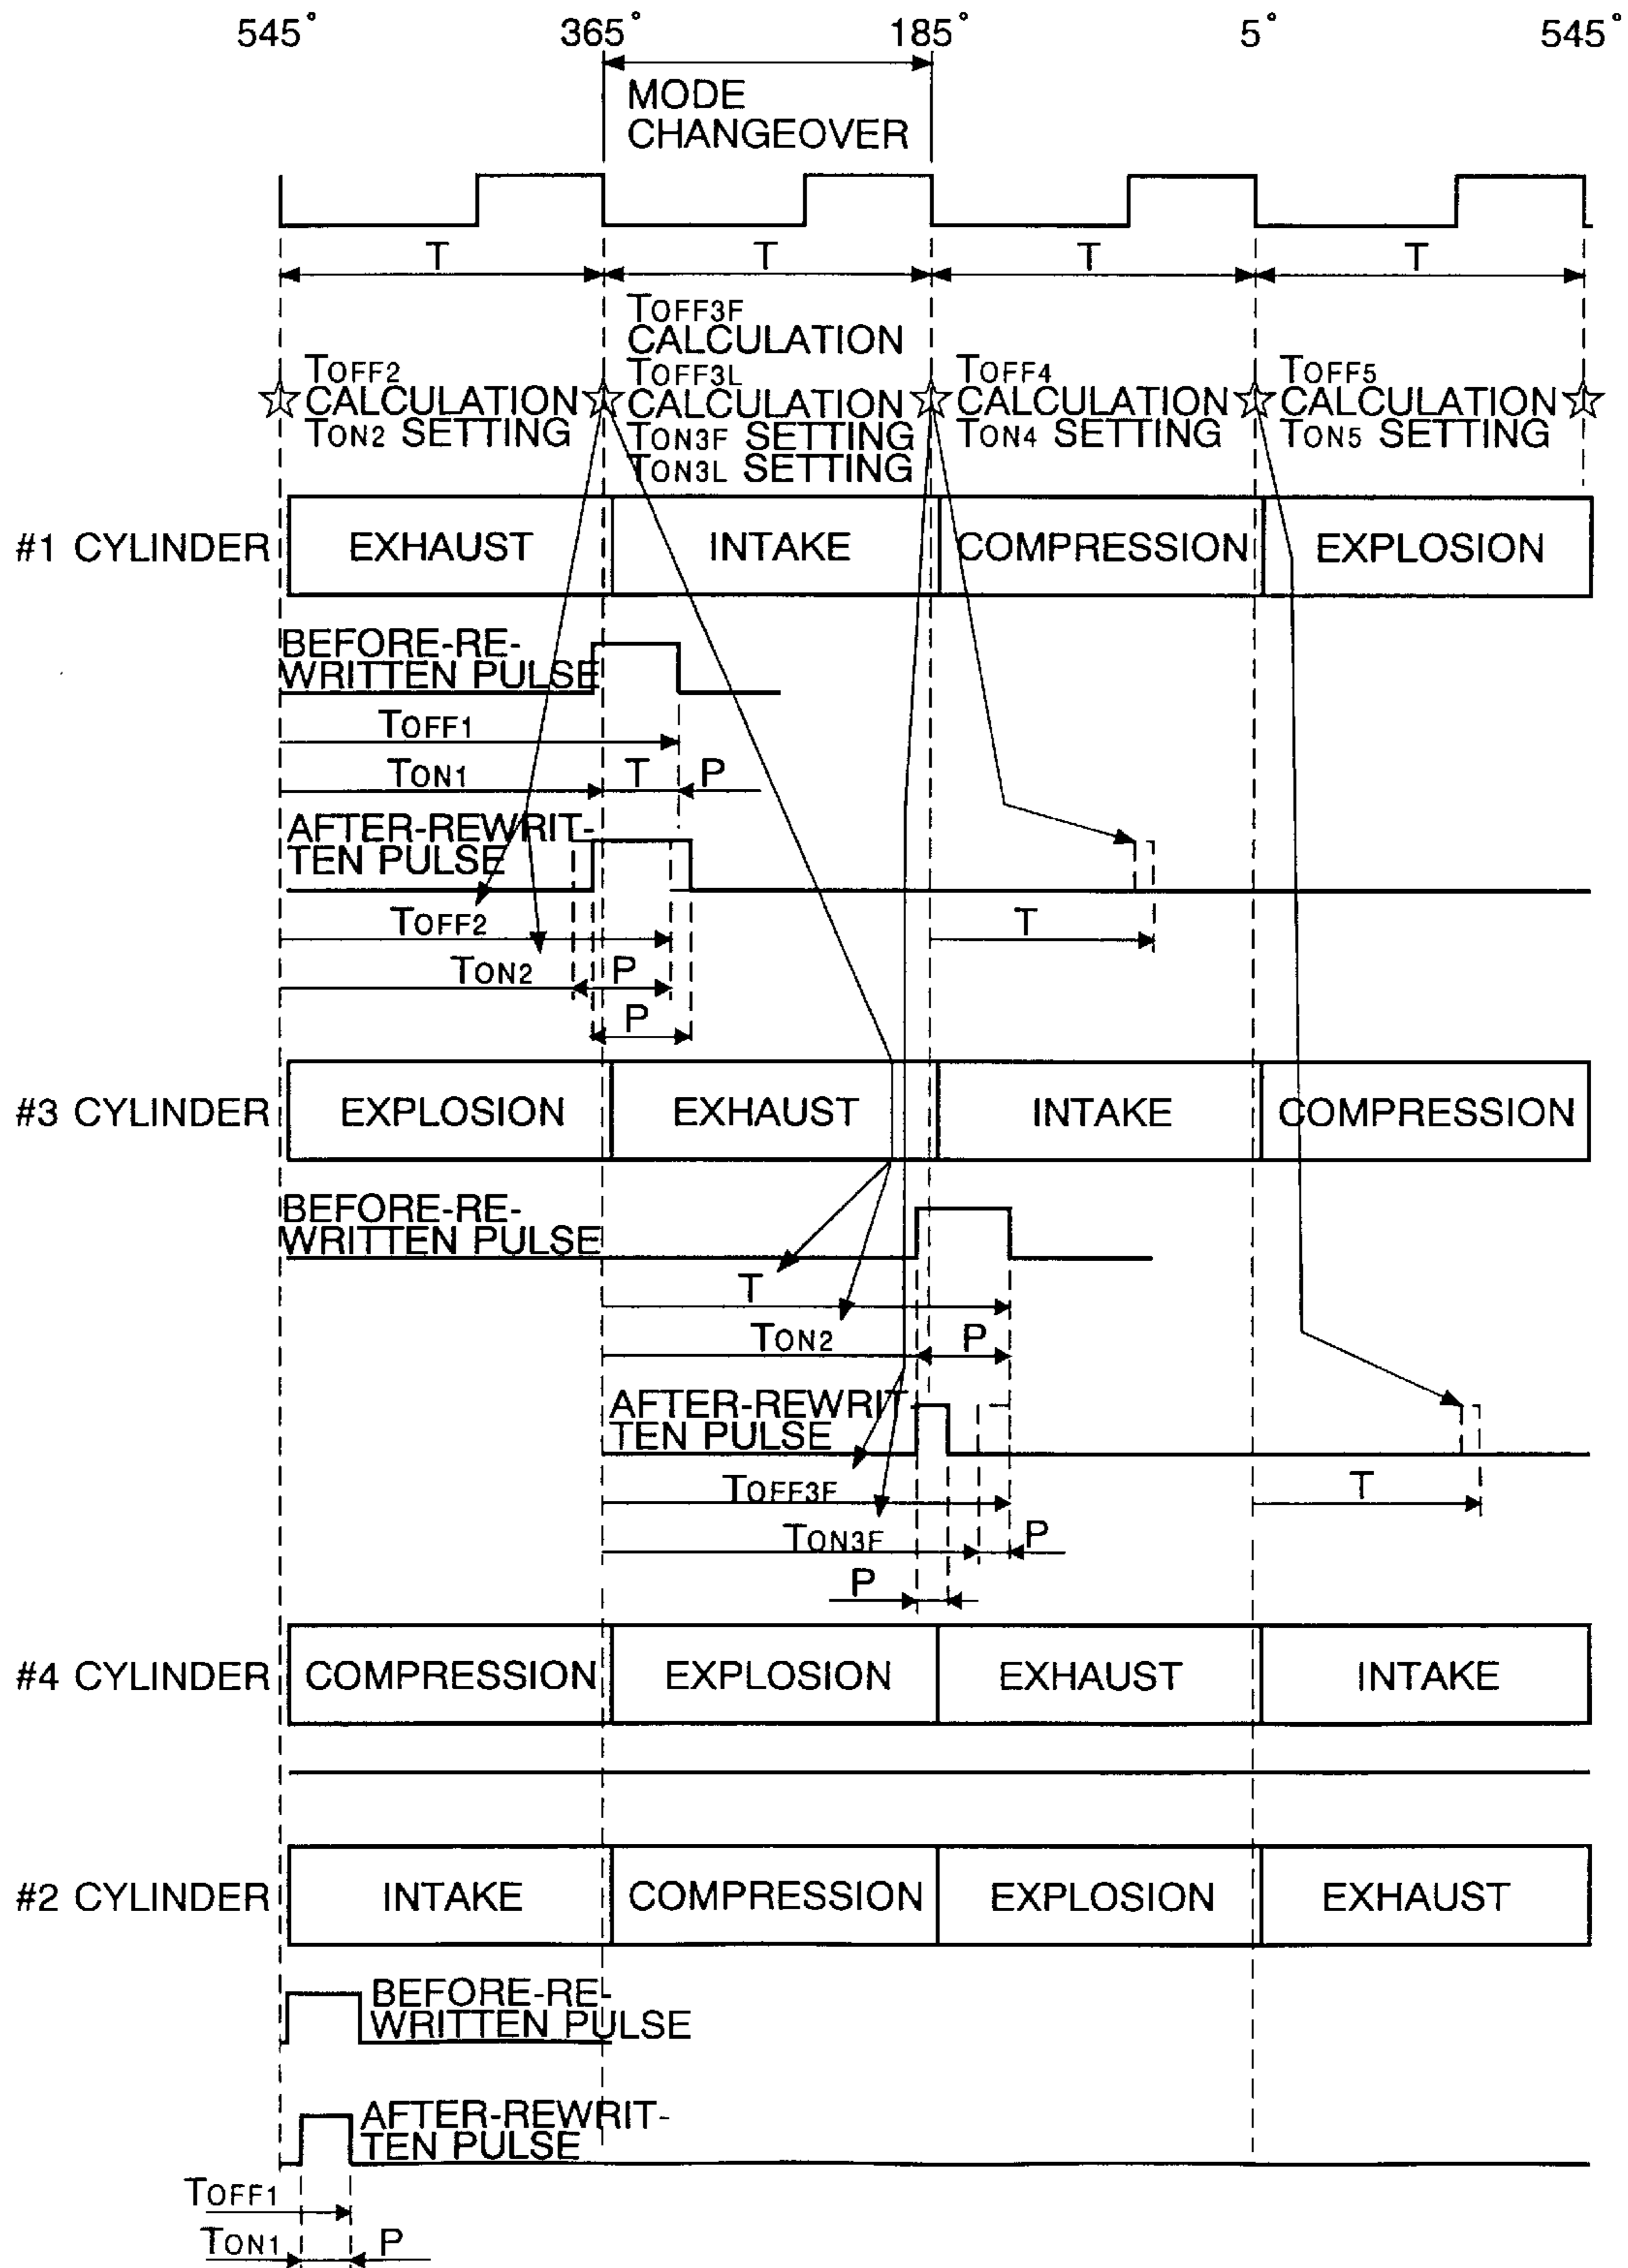 545° 365° 185° 5° 545°
MODE
CHANGEOVER
T T T T
TOFF3F
CALCULATION
TOFF2 TOFF3L TOFF4 TOFF5
CALCULATION CALCULATION CALCULATION CALCULATION
TON2 SETTING TON3F SETTING TON4 SETTING TON5 SETTING
TON3L SETTING
#1 CYLINDER EXHAUST INTAKE COMPRESSION EXPLOSION
BEFORE-RE-
WRITTEN PULSE
TOFF1
TON1 T P
AFTER-REWRIT-
TEN PULSE
TOFF2 T
TON2 P
P
#3 CYLINDER EXPLOSION EXHAUST INTAKE COMPRESSION
BEFORE-RE-
WRITTEN PULSE
T
TON2 P
AFTER-REWRIT
TEN PULSE
TOFF3F T
TON3F P
P
#4 CYLINDER COMPRESSION EXPLOSION EXHAUST INTAKE
#2 CYLINDER INTAKE COMPRESSION EXPLOSION EXHAUST
BEFORE-RE-
WRITTEN PULSE
AFTER-REWRIT-
TEN PULSE
TOFF1
TON1 P